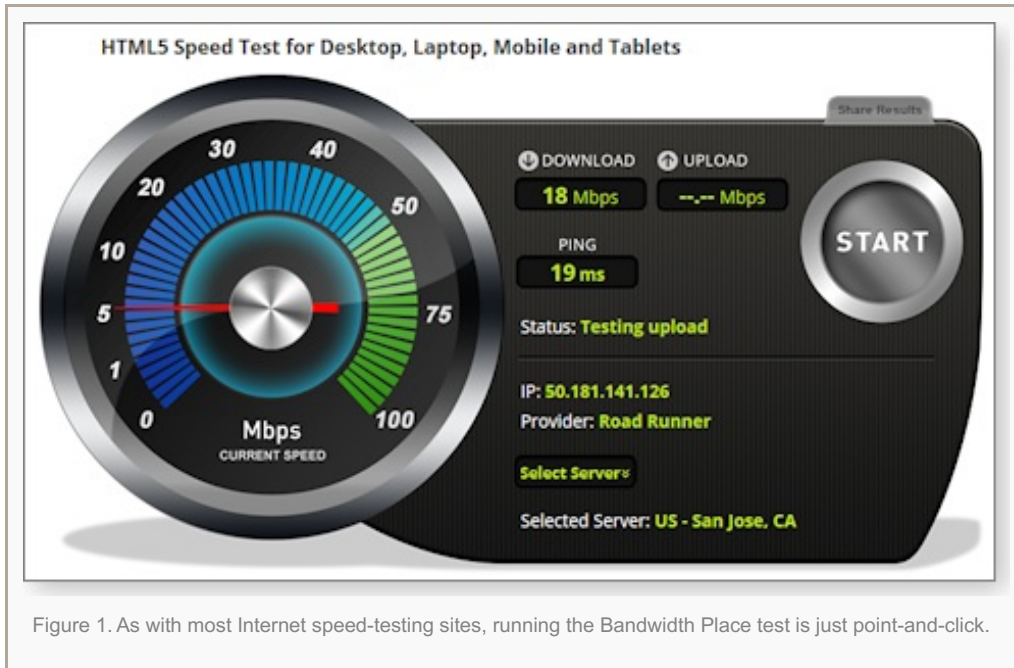 HTML5 Speed Test for Desktop, Laptop, Mobile and Tablets
Share Results
30 40
20 50
10
5 75
1
0 100
Mbps
CURRENT SPEED
DOWNLOAD UPLOAD
18 Mbps --.-- Mbps
PING
19 ms
START
Status: Testing upload
IP: 50.181.141.126
Provider: Road Runner
Select Server
Selected Server: US - San Jose, CA
Figure 1. As with most Internet speed-testing sites, running the Bandwidth Place test is just point-and-click.